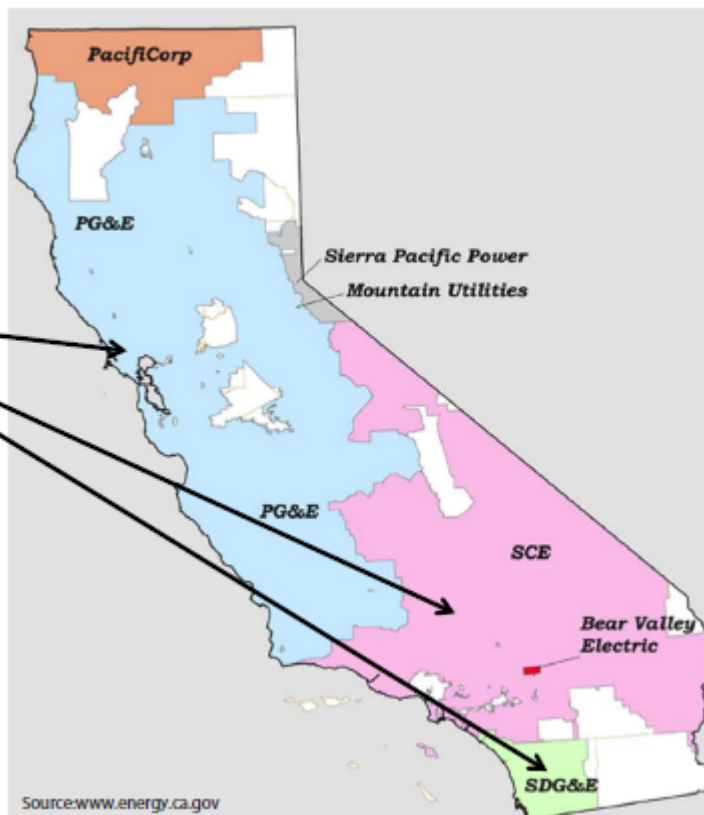 PacifiCorp
PG&E
Sierra Pacific Power
Mountain Utilities
PG&E
SCE
Bear Valley
Electric
SDG&E
Source:www.energy.ca.gov